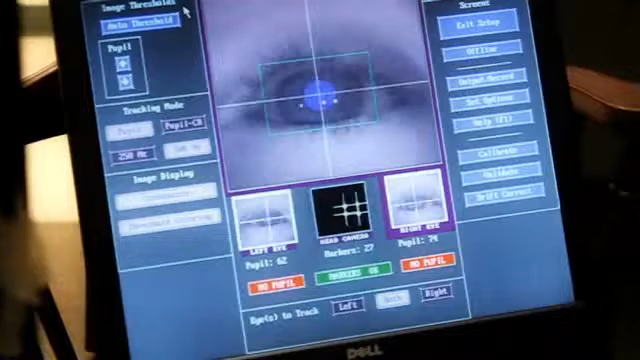 Image Thresholds
Auto Threshold
Pupil
Tracking Mode
Pupil
Pupil-CR
250 Hz
Image Display
LEFT EYE
Pupil: 62
NO PUPIL
HEAD CAMERA
Markers: 27
MARKERS OK
RIGHT EYE
Pupil: 74
NO PUPIL
Eye(s) to Track
Left
Both
Right
Screens
Exit Setup
Offline
Output/Record
Set Options
Help (F1)
Calibrate
Validate
Drift Correct
DELL